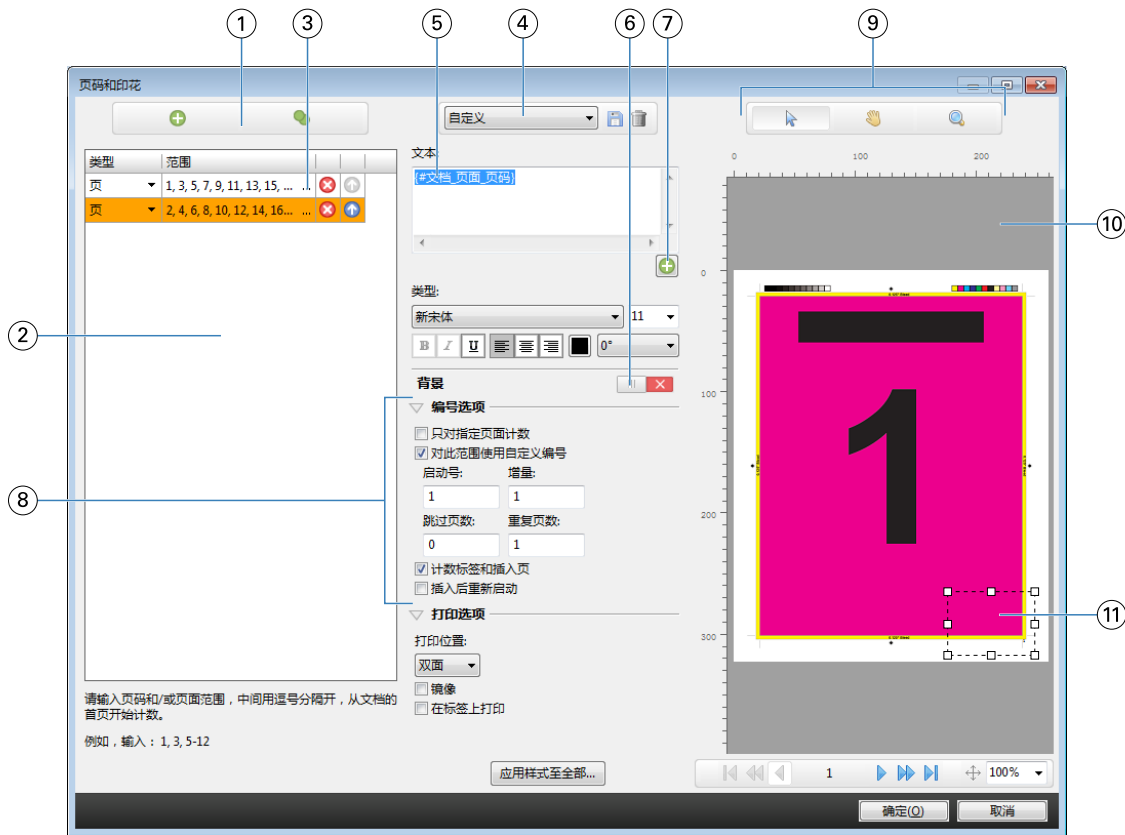 1 3 5 4 6 7 9
页码和印花
自定义
类型 范围
页 1, 3, 5, 7, 9, 11, 13, 15, ... ...
页 2, 4, 6, 8, 10, 12, 14, 16... ...
文本:
{#文档_页面_页码}
类型:
新宋体 11
B I U 0°
背景
编号选项
只对指定页面计数
对此范围使用自定义编号
启动号: 增量:
1 1
跳过页数: 重复页数:
0 1
计数标签和插入页
插入后重新启动
打印选项
打印位置:
双面
镜像
在标签上打印
请输入页码和/或页面范围，中间用逗号分隔开，从文档的
首页开始计数。
例如，输入： 1, 3, 5-12
应用样式至全部...
0 100 200
0
100
200
300
1
1 100%
确定(O) 取消
2
8
10
11